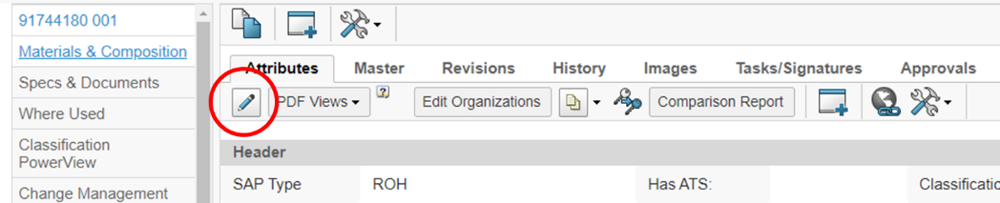 91744180 001
Materials & Composition
Specs & Documents
Where Used
Classification
PowerView
Change Management
Attributes Master Revisions History Images Tasks/Signatures Approvals
PDF Views Edit Organizations Comparison Report
Header
SAP Type ROH Has ATS: